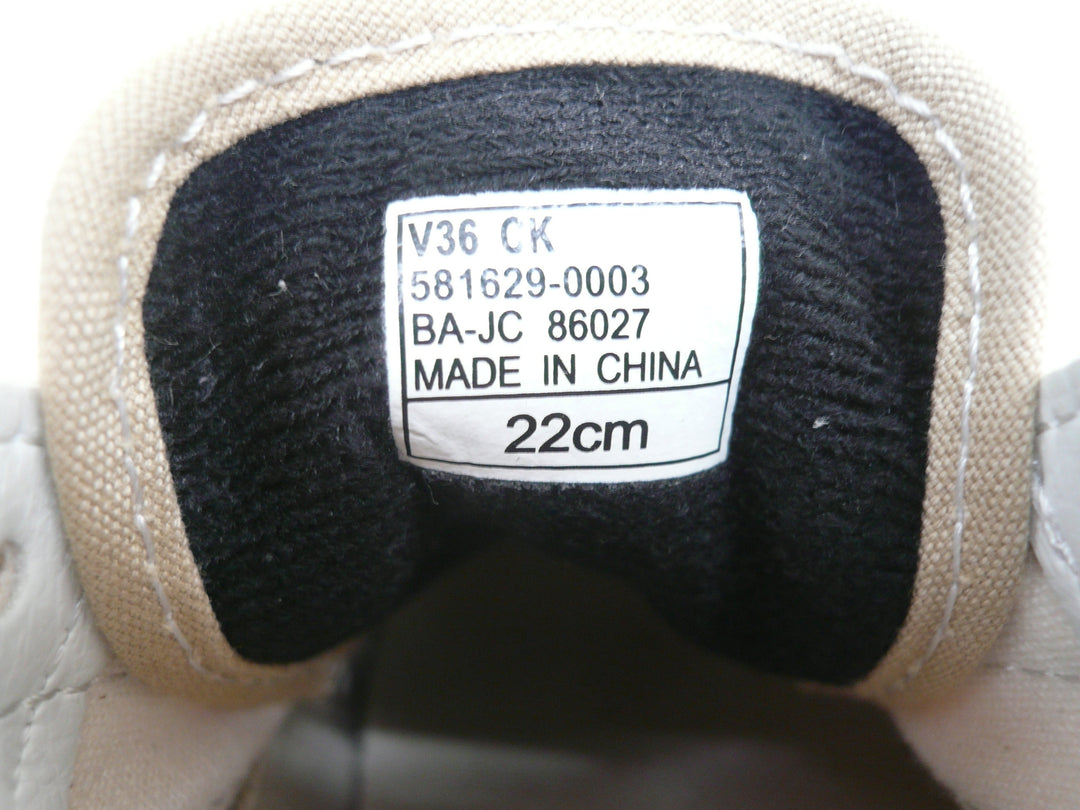 V36 CK
581629-0003
BA-JC 86027
MADE IN CHINA
22cm